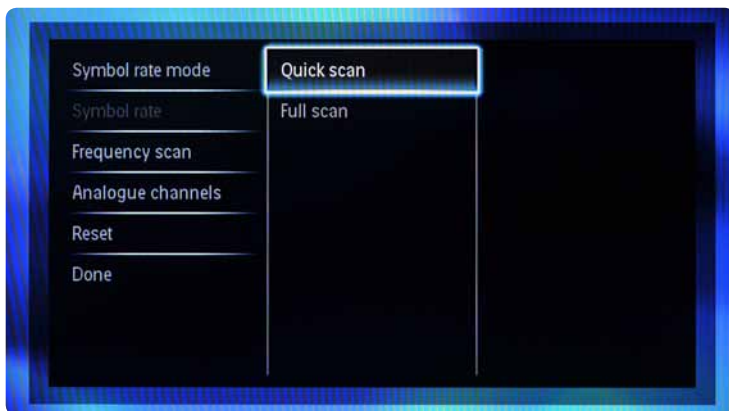 Symbol rate mode
Symbol rate
Frequency scan
Analogue channels
Reset
Done
Quick scan
Full scan